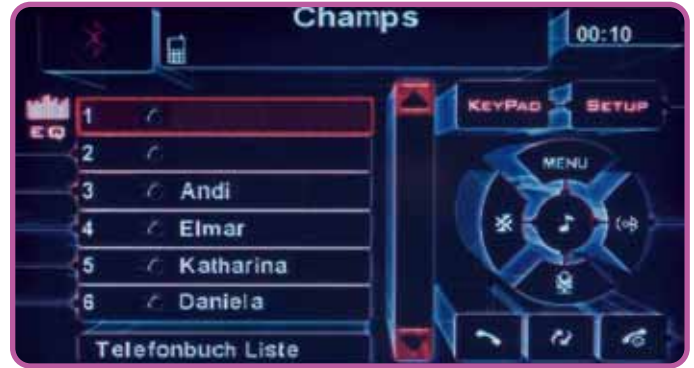 Champs
00:10
KEYPAD SETUP
EQ
1
2
MENU
3 Andi
4 Elmar
5 Katharina
6 Daniela
Telefonbuch Liste